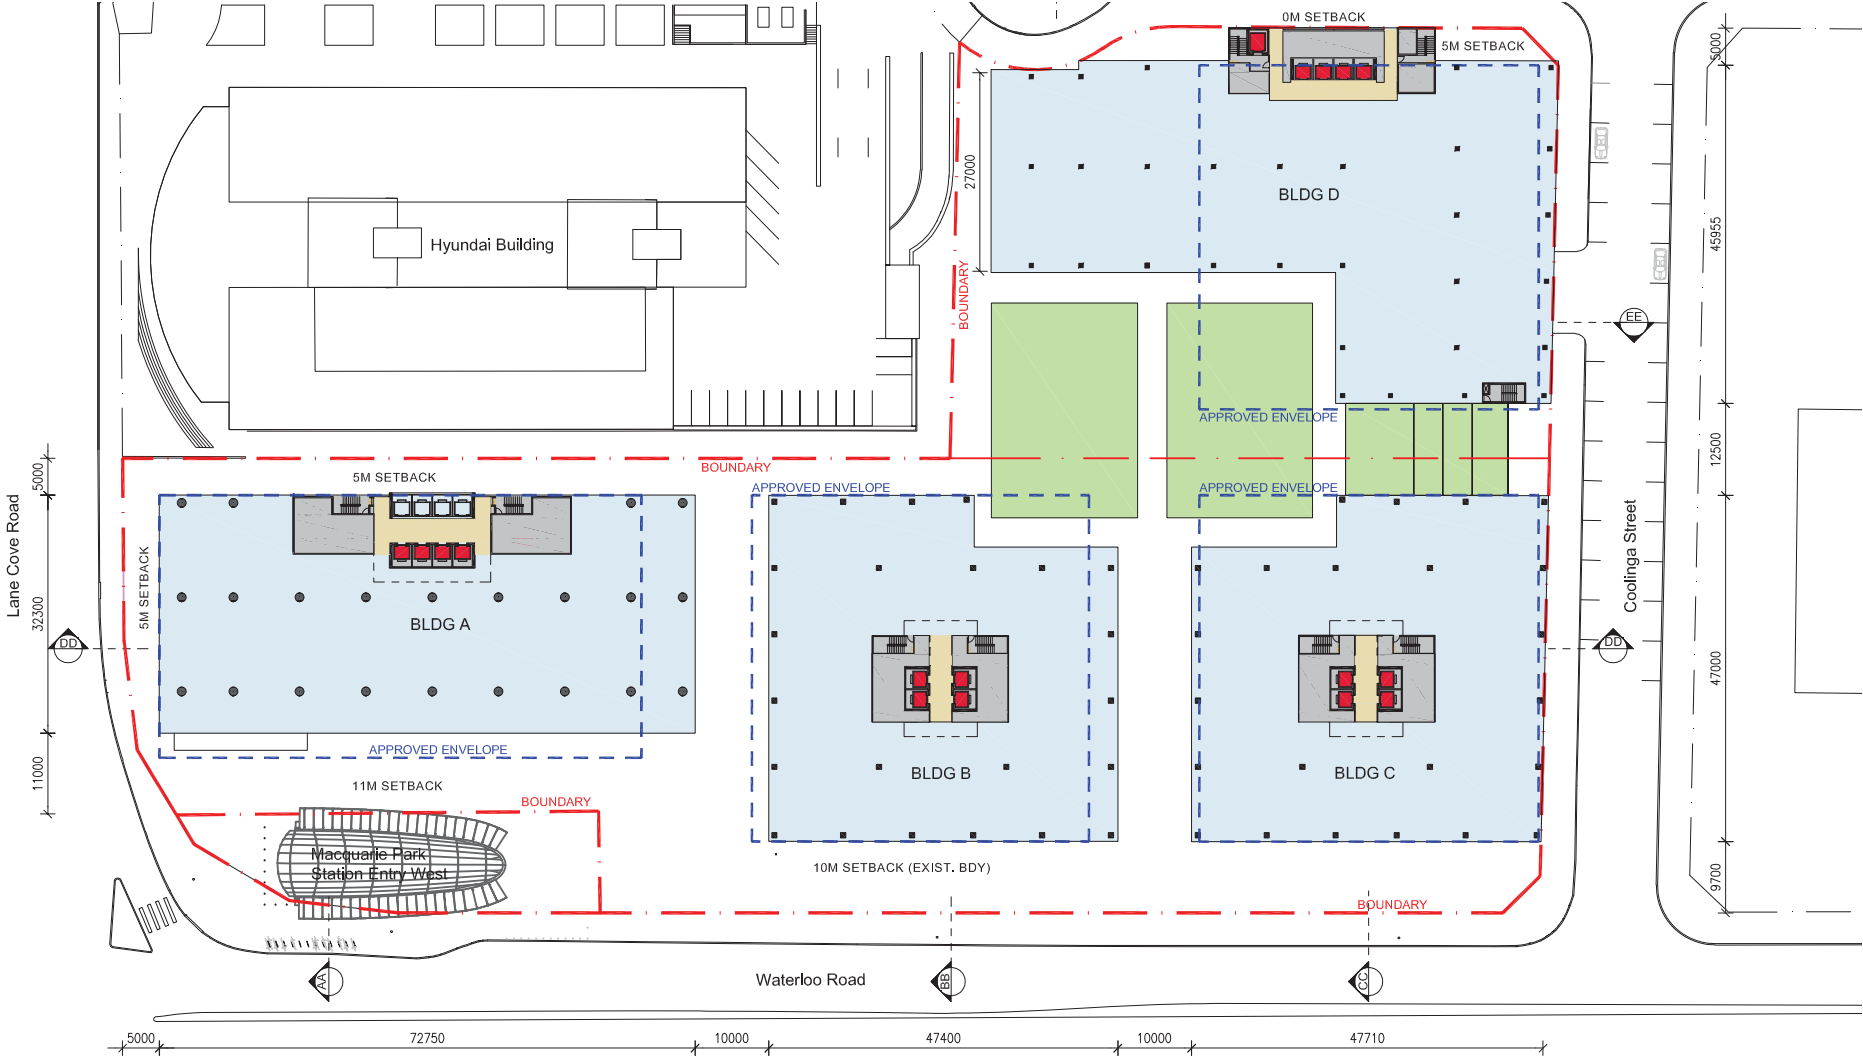 0M SETBACK
5M SETBACK
5000
27000
BLDG D
45955
Hyundai Building
BOUNDARY
EE
APPROVED ENVELOPE
12500
BOUNDARY
5M SETBACK
5000
APPROVED ENVELOPE
APPROVED ENVELOPE
Lane Cove Road
5M SETBACK
32300
BLDG A
Coolinga Street
DD
DD
47000
APPROVED ENVELOPE
BLDG B
BLDG C
11000
11M SETBACK
BOUNDARY
Macquarie Park
Station Entry West
10M SETBACK (EXIST. BDY)
9700
BOUNDARY
AA
BB
CC
Waterloo Road
5000
72750
10000
47400
10000
47710